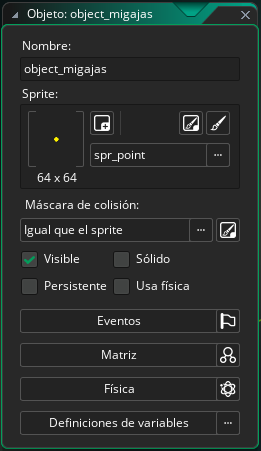 Objeto: object_migajas
Nombre:
object_migajas
Sprite:
spr_point
64 x 64
Máscara de colisión:
Igual que el sprite
Visible
Sólido
Persistente
Usa física
Eventos
Matriz
Física
Definiciones de variables